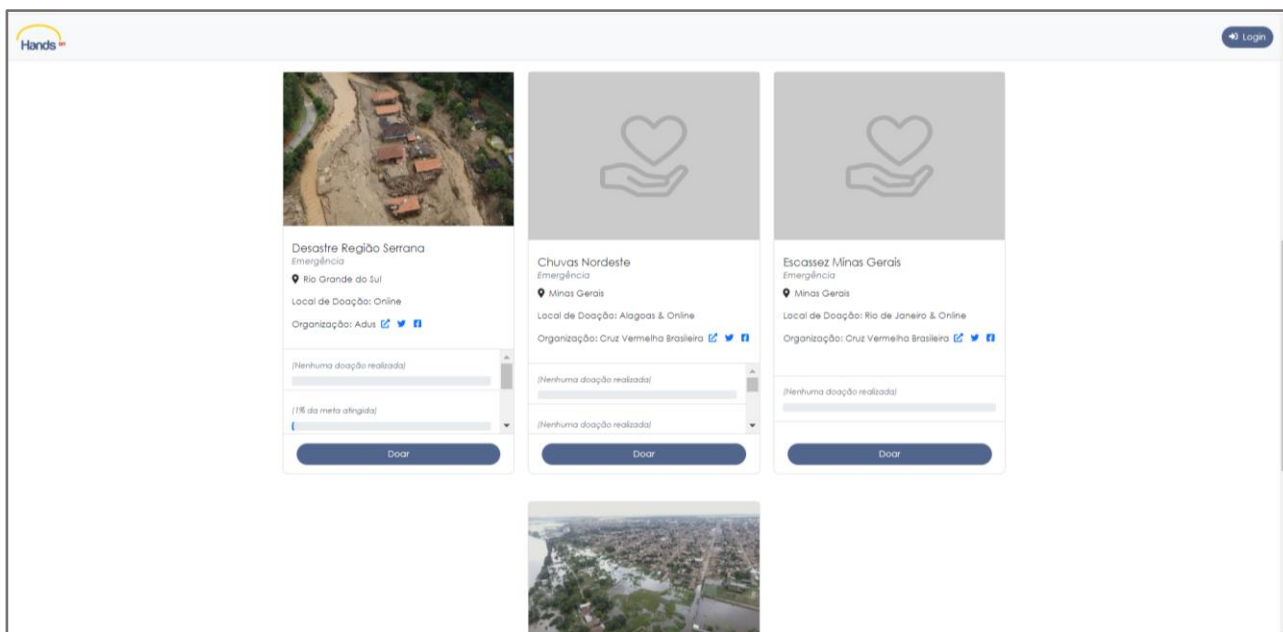 Hands on
Login
Desastre Região Serrana
Emergência
Rio Grande do Sul
Local de Doação: Online
Organização: Adus
(Nenhuma doação realizada)
(1% da meta atingida)
Doar
Chuvas Nordeste
Emergência
Minas Gerais
Local de Doação: Alagoas & Online
Organização: Cruz Vermelha Brasileira
(Nenhuma doação realizada)
(Nenhuma doação realizada)
Doar
Escassez Minas Gerais
Emergência
Minas Gerais
Local de Doação: Rio de Janeiro & Online
Organização: Cruz Vermelha Brasileira
(Nenhuma doação realizada)
Doar